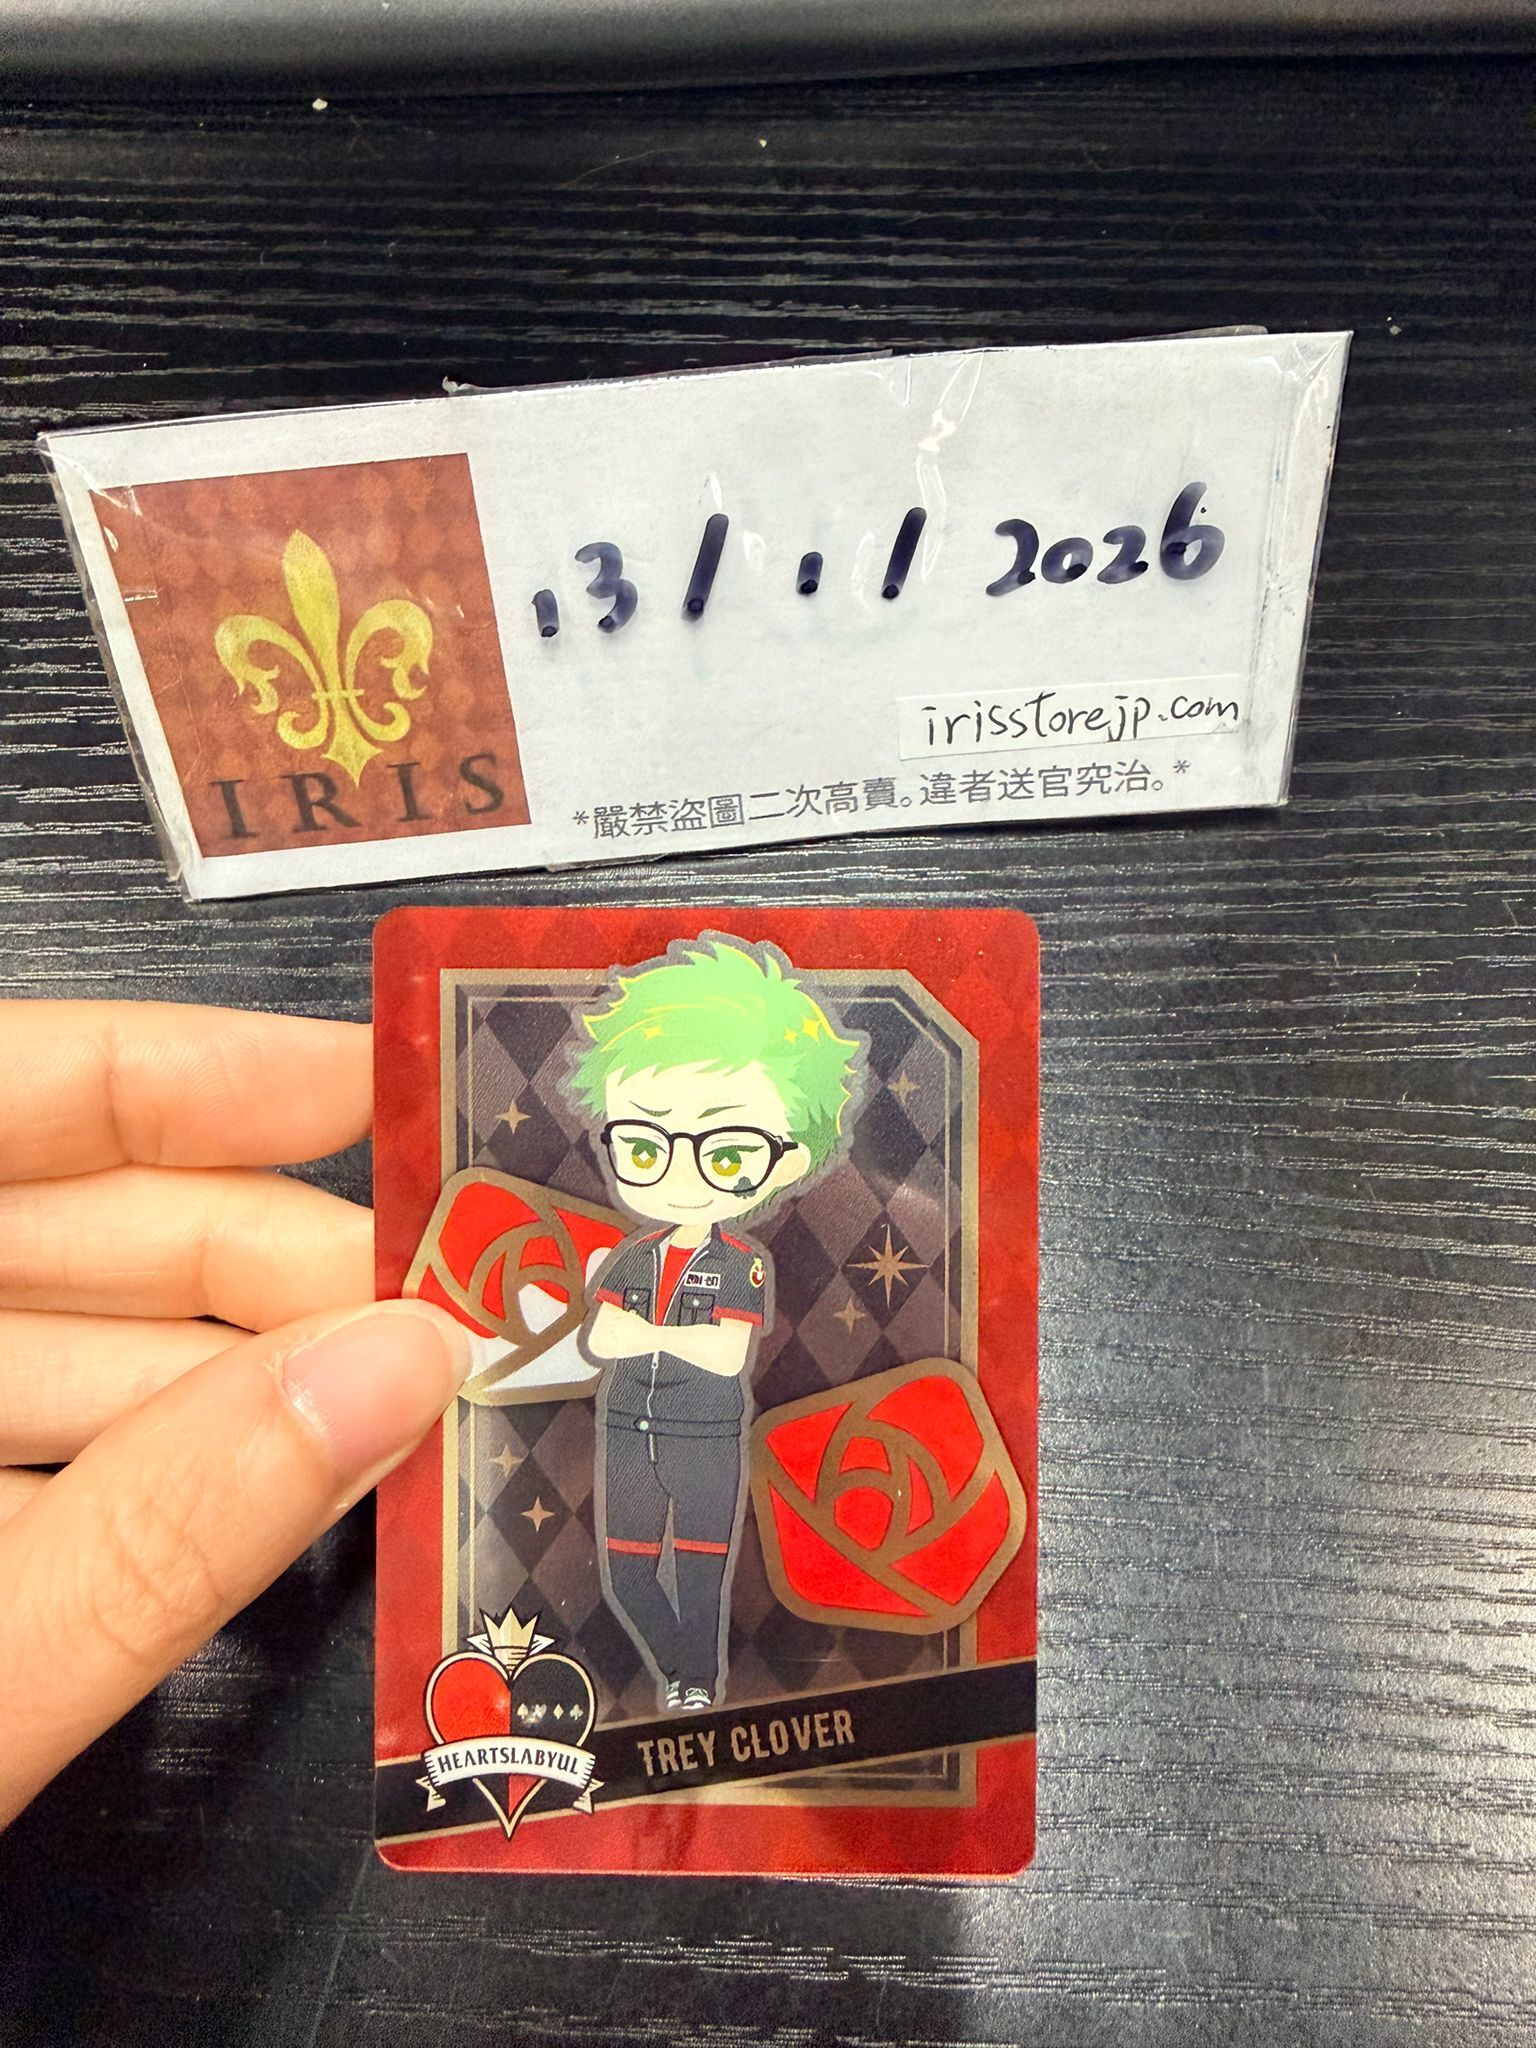 13/1/2026
irisstorejp.com
IRIS
*嚴禁盜圖二次高賣。違者送官究治。*
HEARTSLABYUL
TREY CLOVER